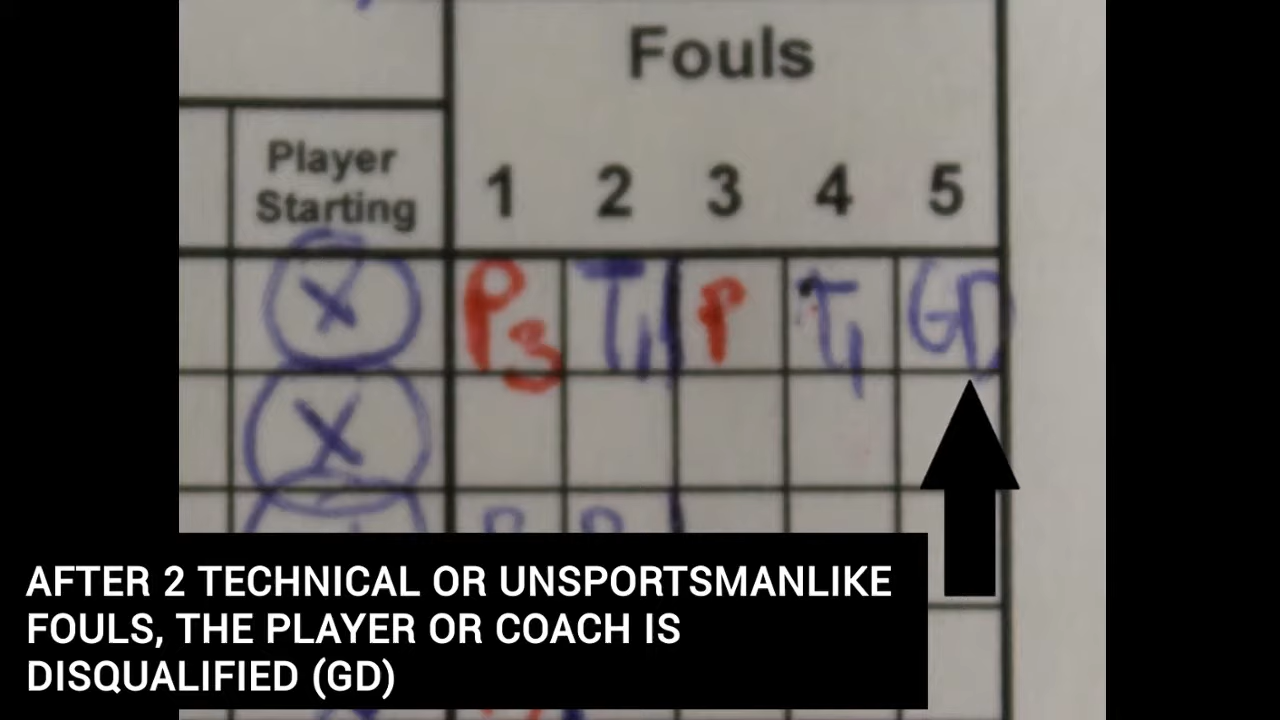 Fouls
Player
Starting
1 2 3 4 5
X P3 T1 P T1 GD
X
P P
AFTER 2 TECHNICAL OR UNSPORTSMANLIKE
FOULS, THE PLAYER OR COACH IS
DISQUALIFIED (GD)